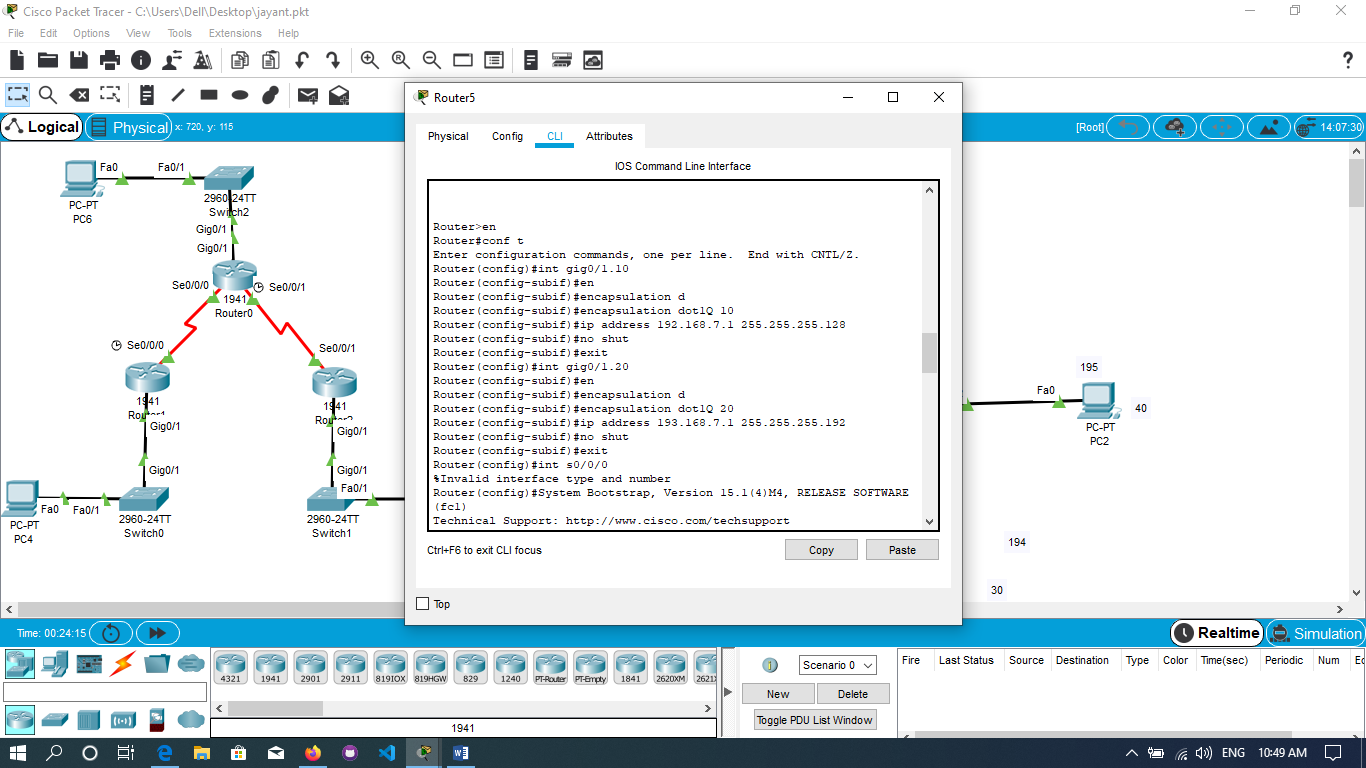 Cisco Packet Tracer - C:\Users\Dell\Desktop\jayant.pkt
File Edit Options View Tools Extensions Help
Logical
Physical
x: 720, y: 115
[Root]
14:07:30
Fa0
Fa0/1
PC-PT
PC6
2960-24TT
Switch2
Gig0/1
Gig0/1
Se0/0/0
Se0/0/1
1941
Router0
Se0/0/0
Se0/0/1
1941
Router1
1941
Router2
Gig0/1
Gig0/1
Gig0/1
Gig0/1
Fa0/1
Fa0
Fa0/1
PC-PT
PC4
2960-24TT
Switch0
2960-24TT
Switch1
Router5
Physical
Config
CLI
Attributes
IOS Command Line Interface
Router>en
Router#conf t
Enter configuration commands, one per line.  End with CNTL/Z.
Router(config)#int gig0/1.10
Router(config-subif)#en
Router(config-subif)#encapsulation d
Router(config-subif)#encapsulation dot1Q 10
Router(config-subif)#ip address 192.168.7.1 255.255.255.128
Router(config-subif)#no shut
Router(config-subif)#exit
Router(config)#int gig0/1.20
Router(config-subif)#en
Router(config-subif)#encapsulation d
Router(config-subif)#encapsulation dot1Q 20
Router(config-subif)#ip address 193.168.7.1 255.255.255.192
Router(config-subif)#no shut
Router(config-subif)#exit
Router(config)#int s0/0/0
%Invalid interface type and number
Router(config)#System Bootstrap, Version 15.1(4)M4, RELEASE SOFTWARE
(fc1)
Technical Support: http://www.cisco.com/techsupport
Ctrl+F6 to exit CLI focus
Copy
Paste
Top
195
Fa0
40
PC-PT
PC2
194
30
Time: 00:24:15
Realtime
Simulation
4321
1941
2901
2911
819IOX
819HGW
829
1240
PT-Router
PT-Empty
1841
2620XM
1941
Scenario 0
New
Delete
Toggle PDU List Window
Fire Last Status Source Destination Type Color Time(sec) Periodic Num
ENG
10:49 AM